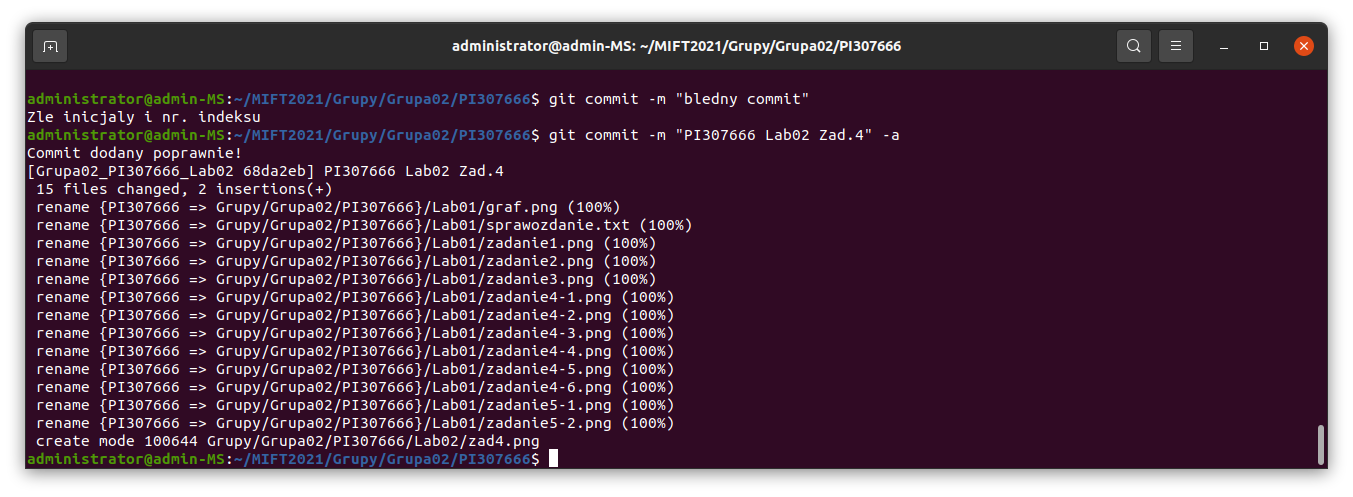 administrator@admin-MS: ~/MIFT2021/Grupy/Grupa02/PI307666
administrator@admin-MS:~/MIFT2021/Grupy/Grupa02/PI307666$ git commit -m "bledny commit"
Zle inicjaly i nr. indeksu
administrator@admin-MS:~/MIFT2021/Grupy/Grupa02/PI307666$ git commit -m "PI307666 Lab02 Zad.4" -a
Commit dodany poprawnie!
[Grupa02_PI307666_Lab02 68da2eb] PI307666 Lab02 Zad.4
 15 files changed, 2 insertions(+)
 rename {PI307666 => Grupy/Grupa02/PI307666}/Lab01/graf.png (100%)
 rename {PI307666 => Grupy/Grupa02/PI307666}/Lab01/sprawozdanie.txt (100%)
 rename {PI307666 => Grupy/Grupa02/PI307666}/Lab01/zadanie1.png (100%)
 rename {PI307666 => Grupy/Grupa02/PI307666}/Lab01/zadanie2.png (100%)
 rename {PI307666 => Grupy/Grupa02/PI307666}/Lab01/zadanie3.png (100%)
 rename {PI307666 => Grupy/Grupa02/PI307666}/Lab01/zadanie4-1.png (100%)
 rename {PI307666 => Grupy/Grupa02/PI307666}/Lab01/zadanie4-2.png (100%)
 rename {PI307666 => Grupy/Grupa02/PI307666}/Lab01/zadanie4-3.png (100%)
 rename {PI307666 => Grupy/Grupa02/PI307666}/Lab01/zadanie4-4.png (100%)
 rename {PI307666 => Grupy/Grupa02/PI307666}/Lab01/zadanie4-5.png (100%)
 rename {PI307666 => Grupy/Grupa02/PI307666}/Lab01/zadanie4-6.png (100%)
 rename {PI307666 => Grupy/Grupa02/PI307666}/Lab01/zadanie5-1.png (100%)
 rename {PI307666 => Grupy/Grupa02/PI307666}/Lab01/zadanie5-2.png (100%)
 create mode 100644 Grupy/Grupa02/PI307666/Lab02/zad4.png
administrator@admin-MS:~/MIFT2021/Grupy/Grupa02/PI307666$